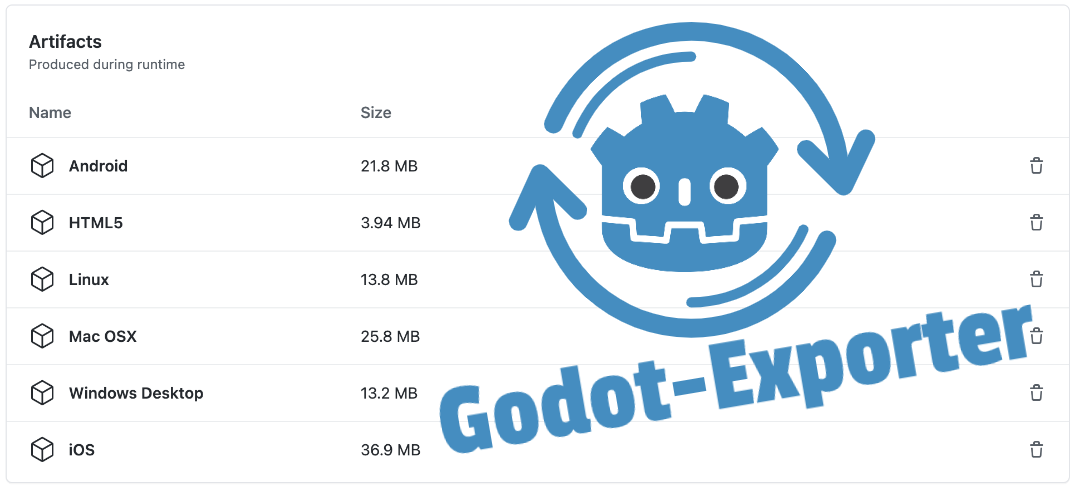 Artifacts
Produced during runtime
Name Size
Android 21.8 MB
HTML5 3.94 MB
Linux 13.8 MB
Mac OSX 25.8 MB
Windows Desktop 13.2 MB
iOS 36.9 MB
Godot-Exporter